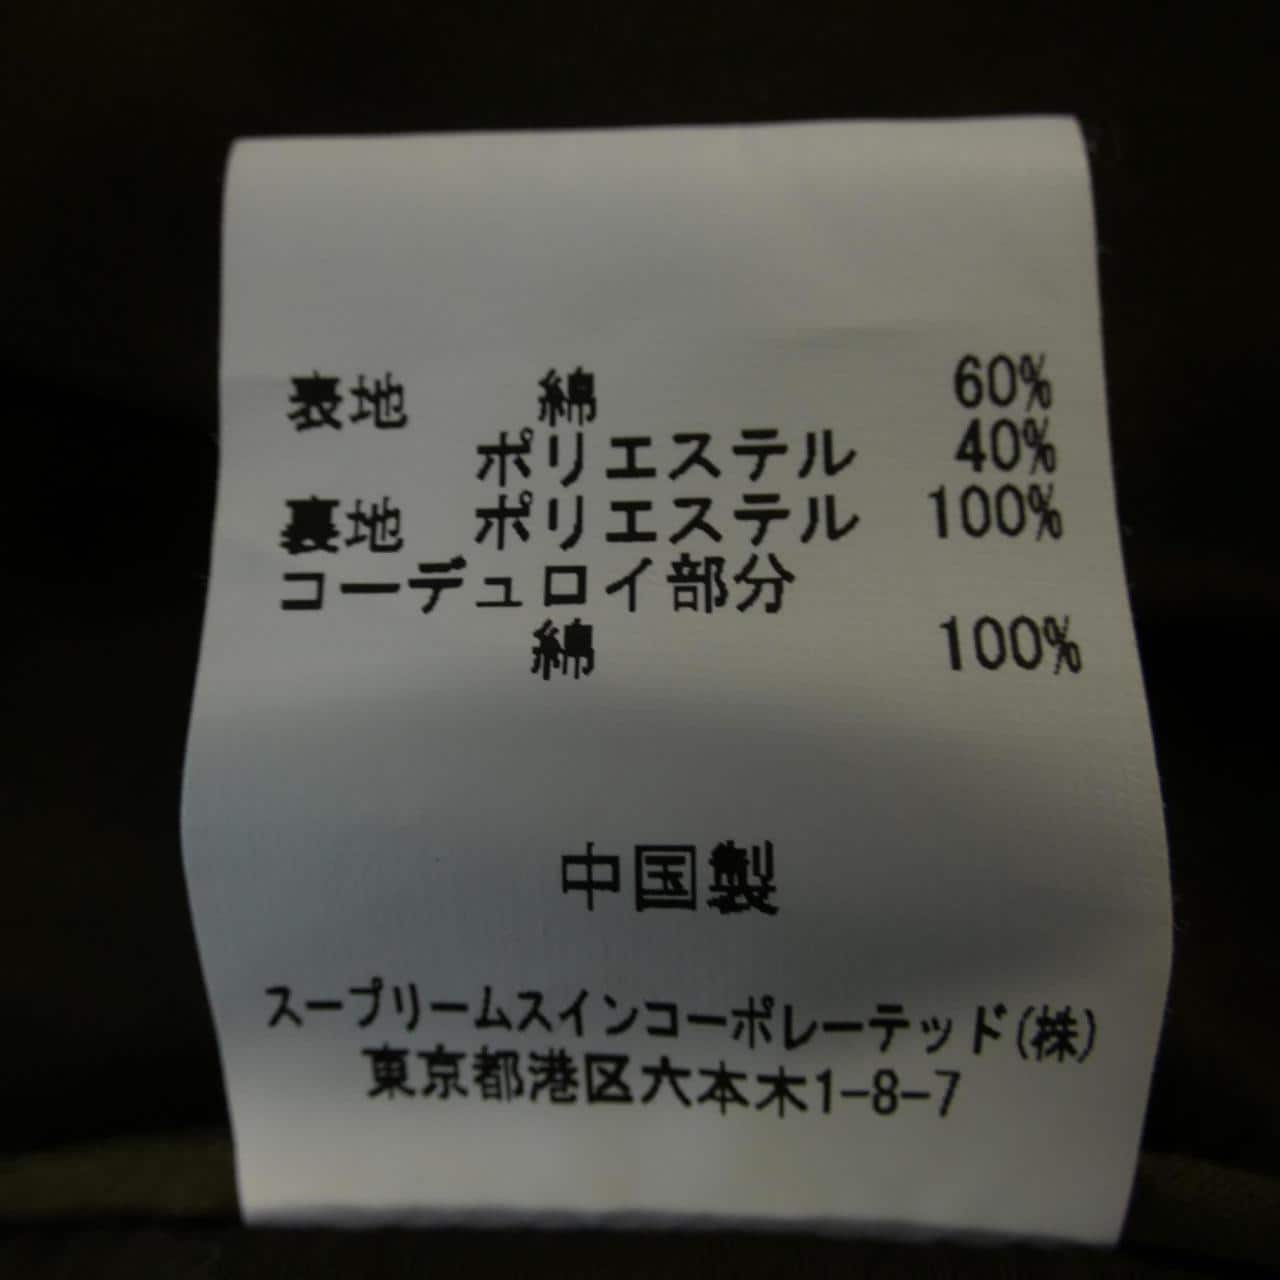 表地 綿 60%
ポリエステル 40%
裏地 ポリエステル 100%
コーデュロイ部分
綿 100%
中国製
スープリームスインコーポレーテッド(株)
東京都港区六本木1-8-7